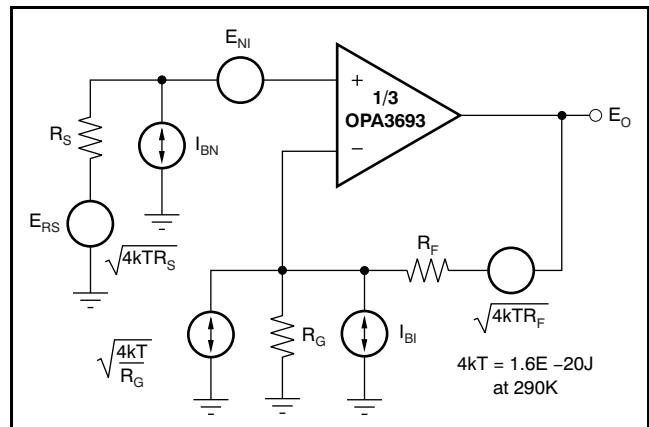 E_NI
+
1/3
OPA3693
−
E_O
R_S
I_BN
E_RS
√4kTR_S
R_F
√4kTR_F
√4kT/R_G
R_G
I_BI
4kT = 1.6E −20J
at 290K